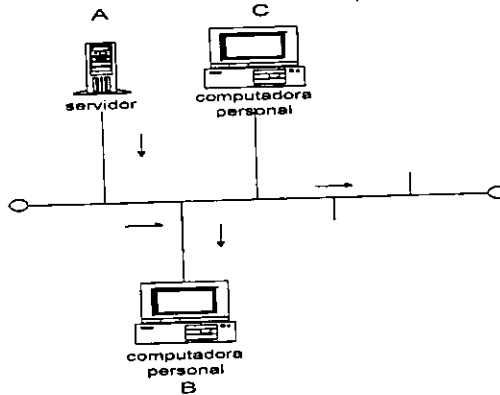 A
servidor
C
computadora
personal
computadora
personal
B